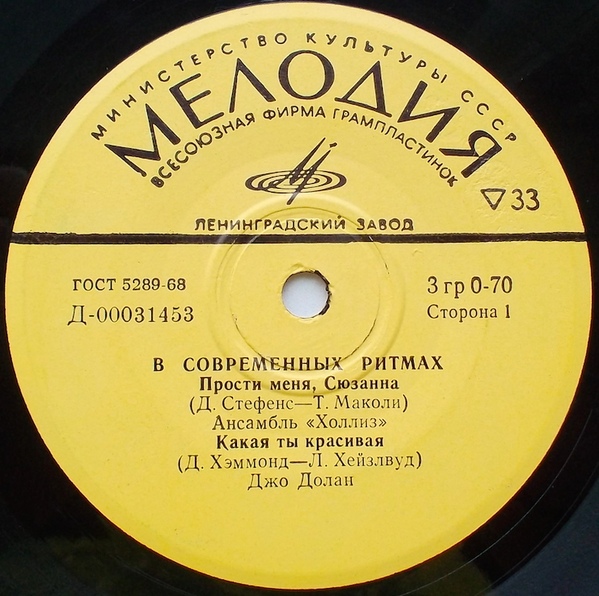 МИНИСТЕРСТВО КУЛЬТУРЫ СССР
МЕЛОДИЯ
ВСЕСОЮЗНАЯ ФИРМА ГРАМПЛАСТИНОК
▽33
ЛЕНИНГРАДСКИЙ ЗАВОД
ГОСТ 5289-68
3 гр 0-70
Д-00031453
Сторона 1
В СОВРЕМЕННЫХ РИТМАХ
Прости меня, Сюзанна
(Д. Стефенс—Т. Маколи)
Ансамбль «Холлиз»
Какая ты красивая
(Д. Хэммонд—Л. Хейзлвуд)
Джо Долан